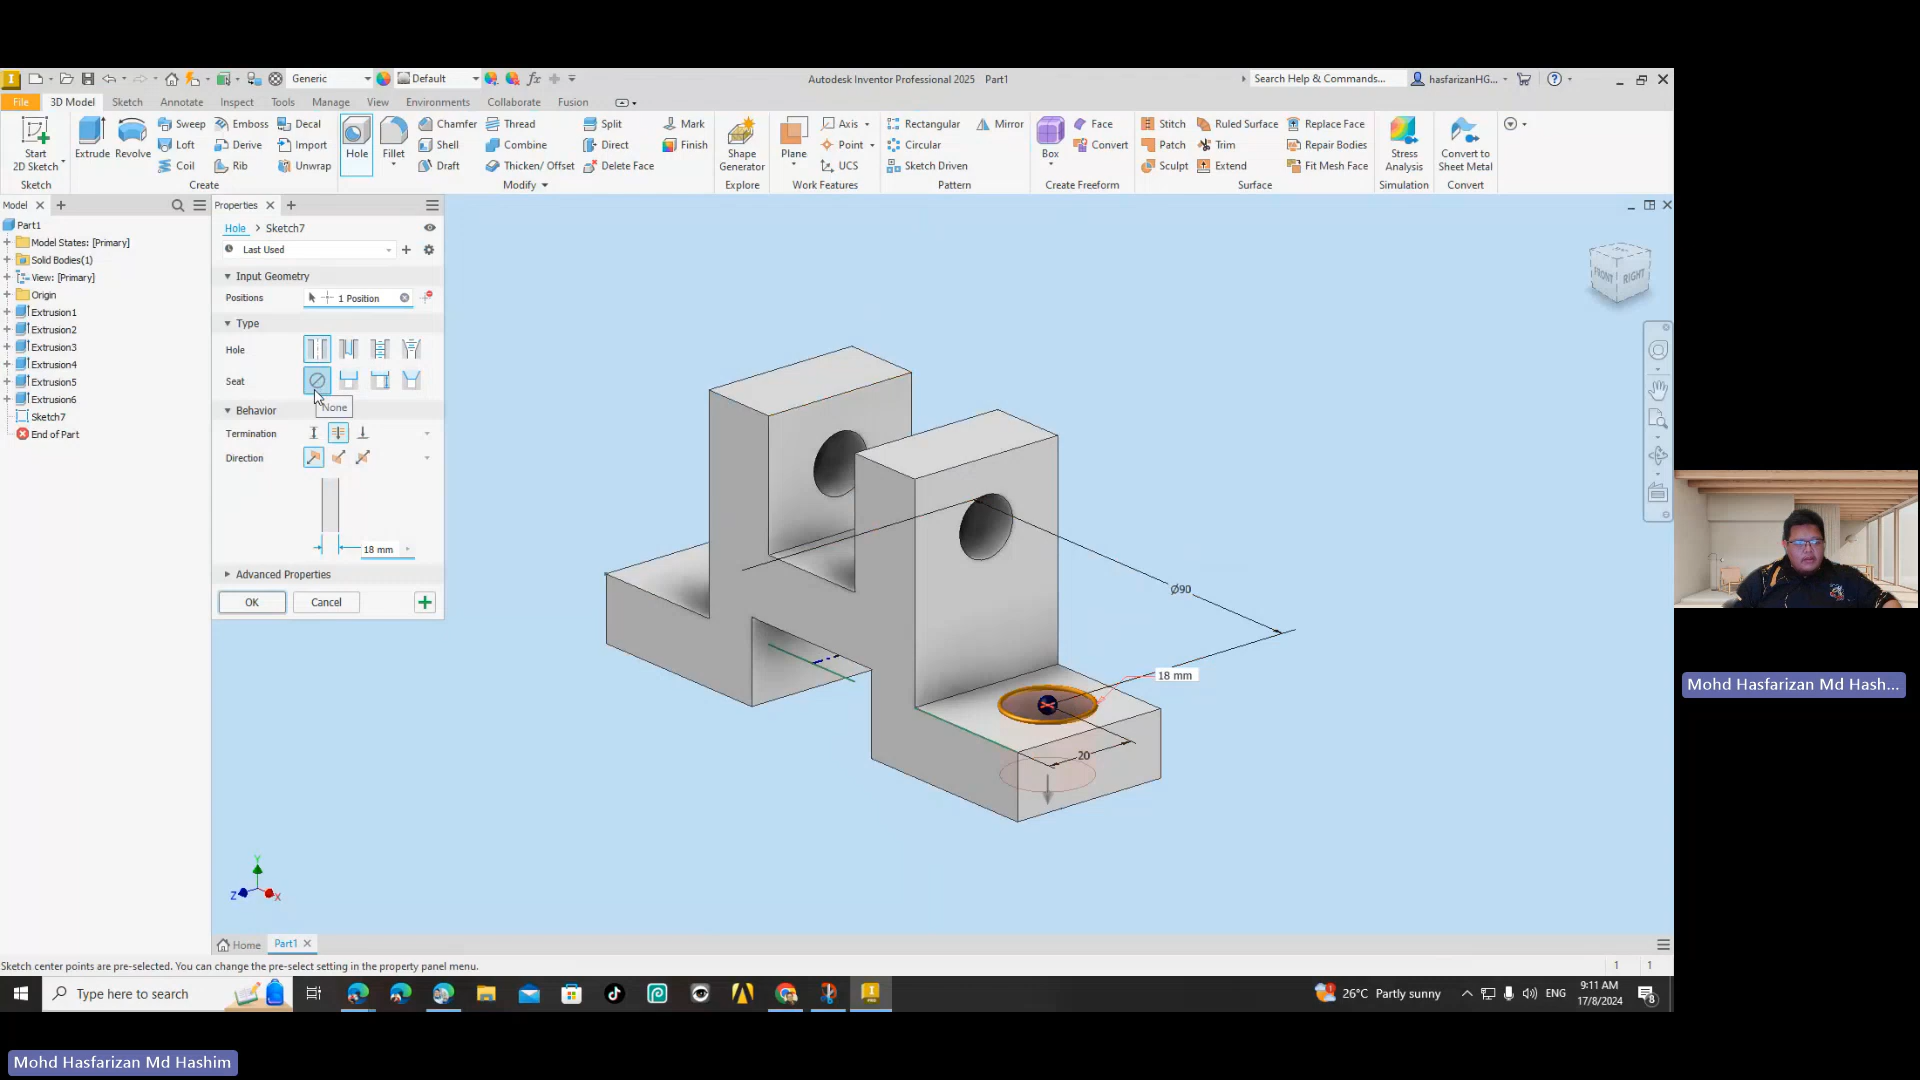 Generic
Default
Autodesk Inventor Professional 2025 Part1
Search Help & Commands...
hasfarizanHG...
File 3D Model Sketch Annotate Inspect Tools Manage View Environments Collaborate Fusion
Start
2D Sketch
Extrude Revolve
Sweep Emboss Decal
Loft Derive Import
Coil Rib Unwrap
Hole Fillet
Chamfer Thread Split Mark
Shell Combine Direct Finish
Draft Thicken/ Offset Delete Face
Shape
Generator
Plane
Axis
Point
UCS
Rectangular Mirror
Circular
Sketch Driven
Box
Face
Convert
Stitch Ruled Surface Replace Face
Patch Trim Repair Bodies
Sculpt Extend Fit Mesh Face
Stress
Analysis
Convert to
Sheet Metal
Sketch Create Modify Explore Work Features Pattern Create Freeform Surface Simulation Convert
Model
Part1
Model States: [Primary]
Solid Bodies(1)
View: [Primary]
Origin
Extrusion1
Extrusion2
Extrusion3
Extrusion4
Extrusion5
Extrusion6
Sketch7
End of Part
Properties
Hole > Sketch7
Last Used
Input Geometry
Positions 1 Position
Type
Hole
Seat
None
Behavior
Termination
Direction
18 mm
Advanced Properties
OK Cancel
FRONT RIGHT
Ø90
18 mm
20
Y
Z X
Home Part1
Sketch center points are pre-selected. You can change the pre-select setting in the property panel menu.
1 1
Type here to search
26°C Partly sunny
ENG
9:11 AM
17/8/2024
8
Mohd Hasfarizan Md Hash...
Mohd Hasfarizan Md Hashim